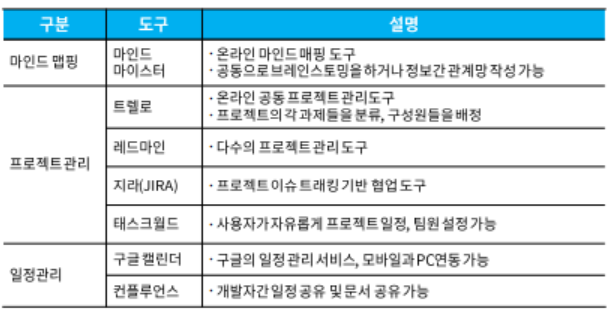 구분 도구 설명
마인드 맵핑
마인드
마이스터
· 온라인 마인드 매핑 도구
· 공동으로 브레인스토밍을 하거나 정보간 관계망 작성 가능
프로젝트 관리
트렐로
· 온라인 공동 프로젝트 관리도구
· 프로젝트의 각 과제들을 분류, 구성원들을 배정
레드마인
· 다수의 프로젝트 관리 도구
지라(JIRA)
· 프로젝트 이슈 트래킹 기반 협업 도구
태스크월드
· 사용자가 자유롭게 프로젝트 일정, 팀원 설정 가능
일정관리
구글 캘린더
· 구글의 일정 관리 서비스, 모바일과 PC연동 가능
컨플루언스
· 개발자간 일정 공유 및 문서 공유 가능